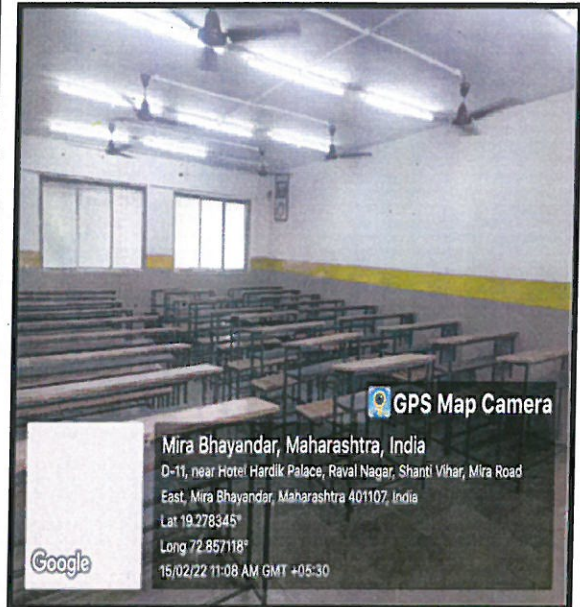 GPS Map Camera
Mira Bhayandar, Maharashtra, India
D-11, near Hotel Hardik Palace, Raval Nagar, Shanti Vihar, Mira Road
East, Mira Bhayandar, Maharashtra 401107, India
Lat 19.278345°
Long 72.857118°
15/02/22 11:08 AM GMT +05:30
Google